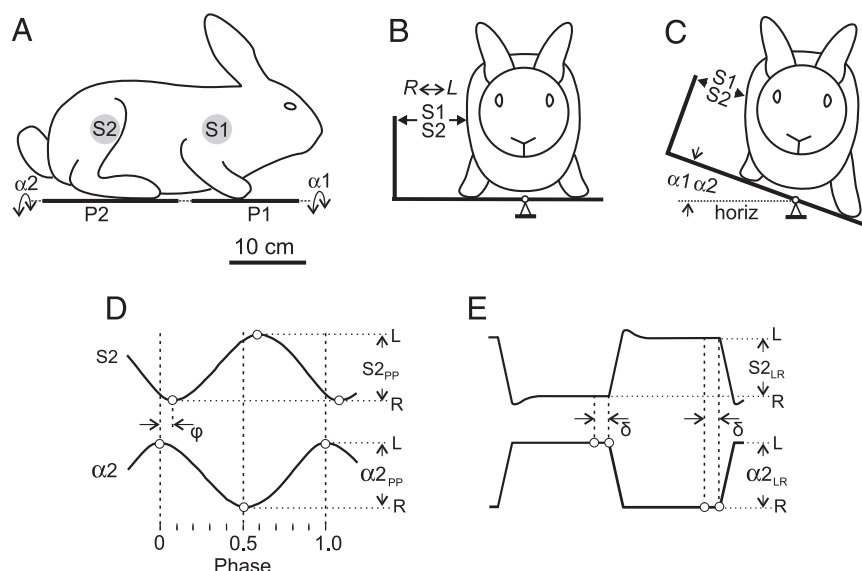 A
S2
S1
α2
α1
P2
P1
10 cm
B
R↔L
S1
S2
C
S1
S2
α1 α2
horiz
D
S2
L
S2PP
R
φ
α2
L
α2PP
R
0
0.5
1.0
Phase
E
L
S2LR
R
δ
δ
L
α2LR
R